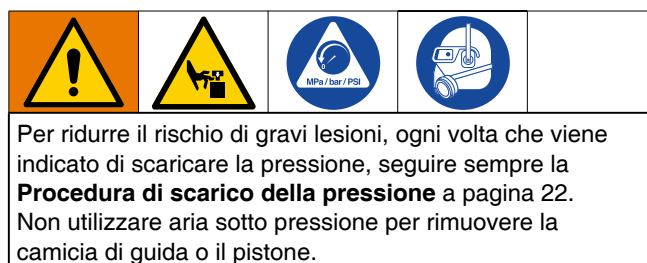 0
MPa/bar/PSI
Per ridurre il rischio di gravi lesioni, ogni volta che viene
indicato di scaricare la pressione, seguire sempre la
Procedura di scarico della pressione a pagina 22.
Non utilizzare aria sotto pressione per rimuovere la
camicia di guida o il pistone.